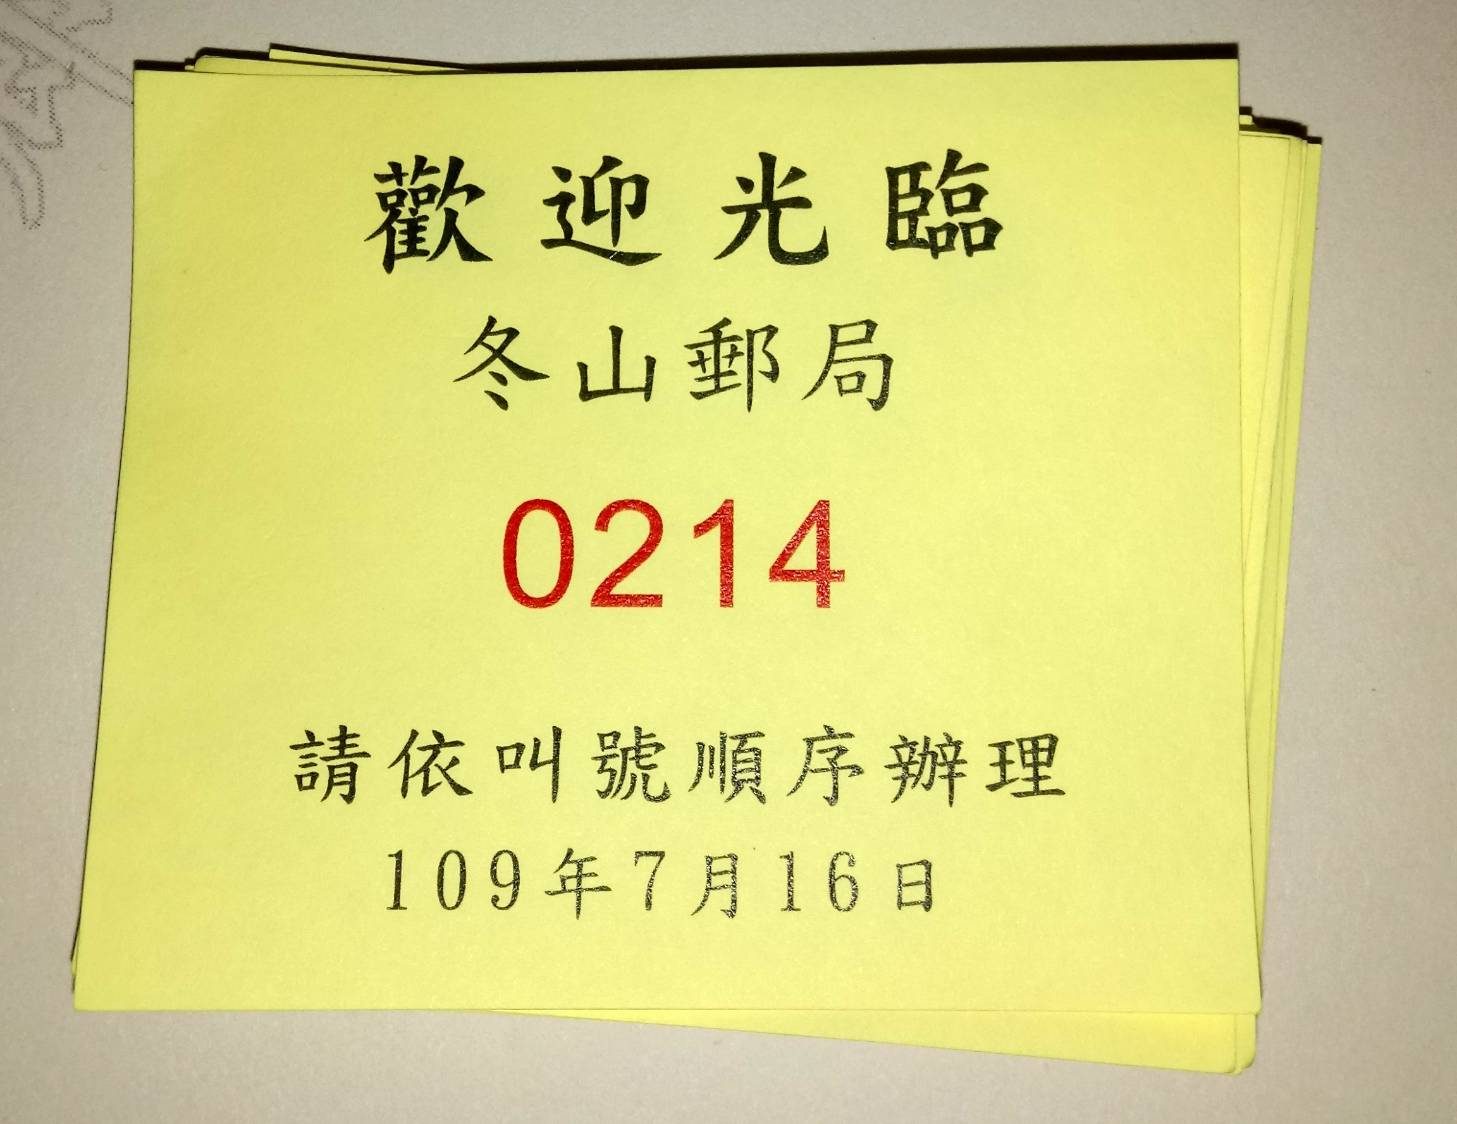 歡迎光臨
冬山郵局
0214
請依叫號順序辦理
109年7月16日